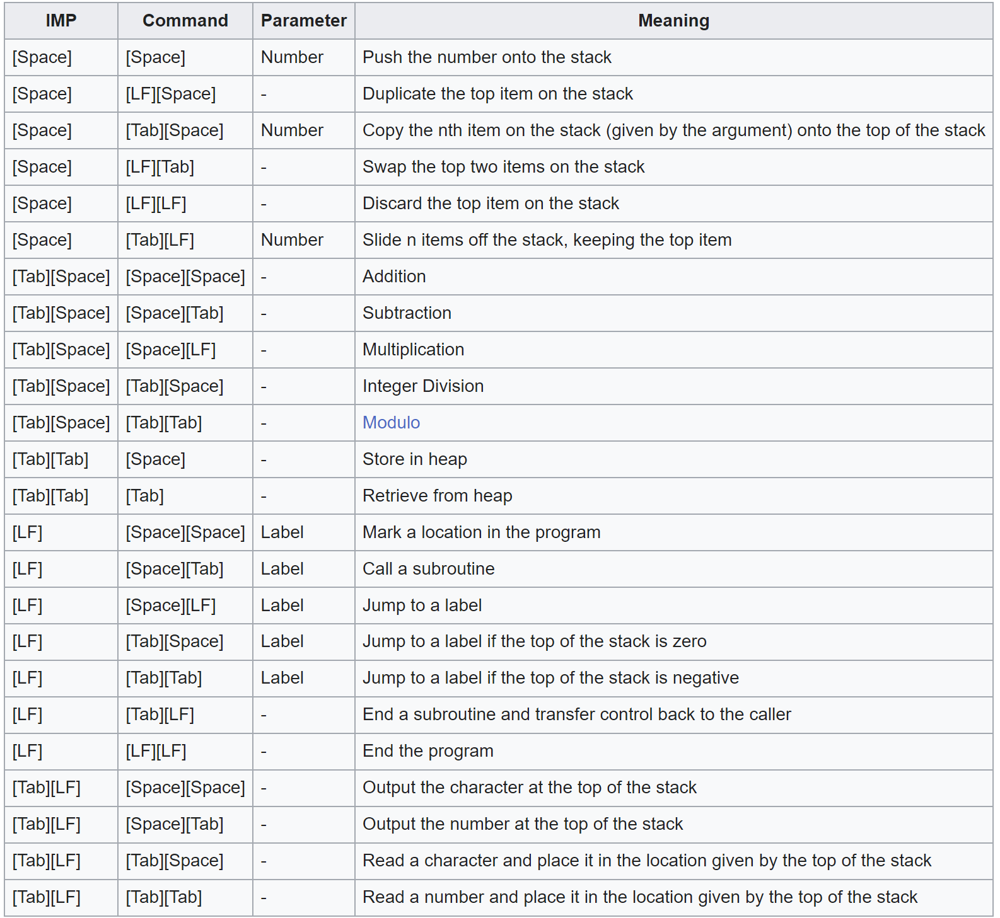 IMP Command Parameter Meaning
[Space] [Space] Number Push the number onto the stack
[Space] [LF][Space] - Duplicate the top item on the stack
[Space] [Tab][Space] Number Copy the nth item on the stack (given by the argument) onto the top of the stack
[Space] [LF][Tab] - Swap the top two items on the stack
[Space] [LF][LF] - Discard the top item on the stack
[Space] [Tab][LF] Number Slide n items off the stack, keeping the top item
[Tab][Space] [Space][Space] - Addition
[Tab][Space] [Space][Tab] - Subtraction
[Tab][Space] [Space][LF] - Multiplication
[Tab][Space] [Tab][Space] - Integer Division
[Tab][Space] [Tab][Tab] - Modulo
[Tab][Tab] [Space] - Store in heap
[Tab][Tab] [Tab] - Retrieve from heap
[LF] [Space][Space] Label Mark a location in the program
[LF] [Space][Tab] Label Call a subroutine
[LF] [Space][LF] Label Jump to a label
[LF] [Tab][Space] Label Jump to a label if the top of the stack is zero
[LF] [Tab][Tab] Label Jump to a label if the top of the stack is negative
[LF] [Tab][LF] - End a subroutine and transfer control back to the caller
[LF] [LF][LF] - End the program
[Tab][LF] [Space][Space] - Output the character at the top of the stack
[Tab][LF] [Space][Tab] - Output the number at the top of the stack
[Tab][LF] [Tab][Space] - Read a character and place it in the location given by the top of the stack
[Tab][LF] [Tab][Tab] - Read a number and place it in the location given by the top of the stack